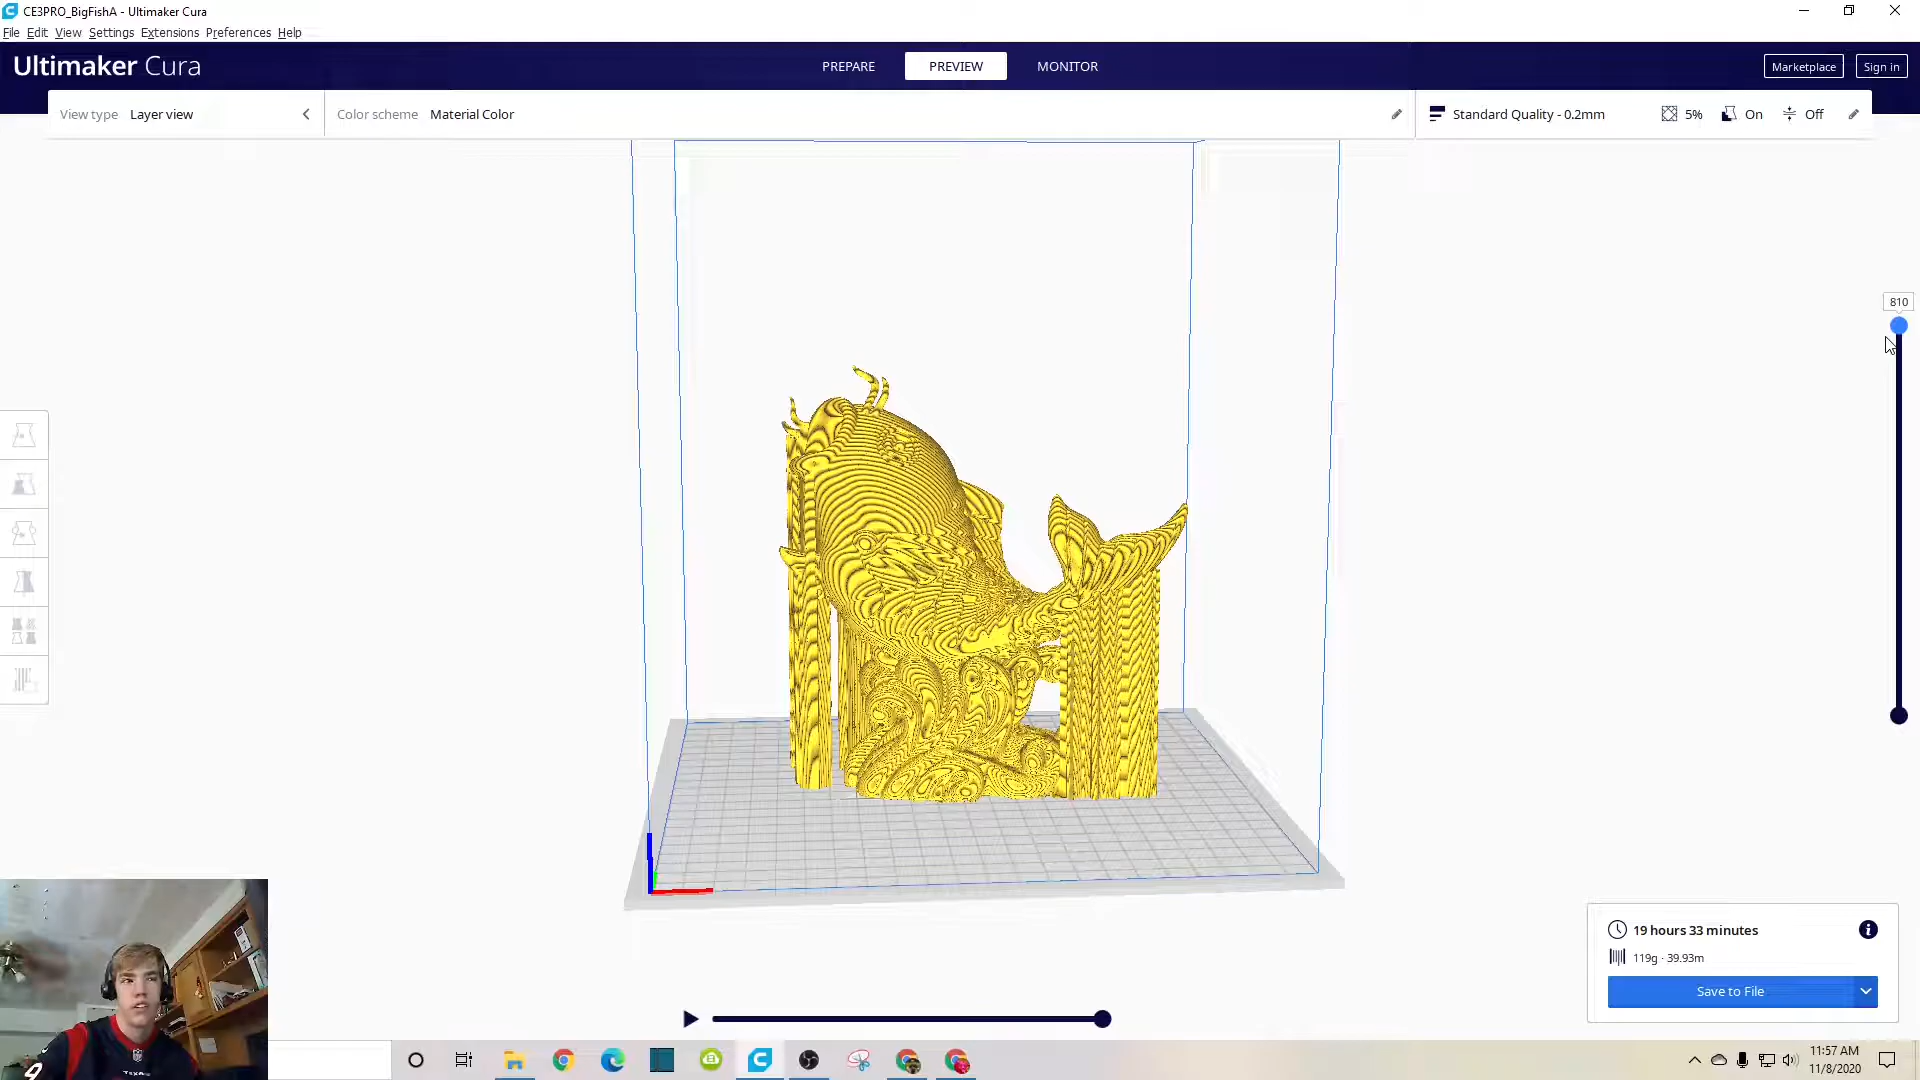 CE3PRO_BigFishA - Ultimaker Cura
File Edit View Settings Extensions Preferences Help
Ultimaker Cura
PREPARE PREVIEW MONITOR
Marketplace Sign in
View type Layer view
Color scheme Material Color
Standard Quality - 0.2mm 5% On Off
810
19 hours 33 minutes
119g · 39.93m
Save to File
TEXANS
11:57 AM
11/8/2020